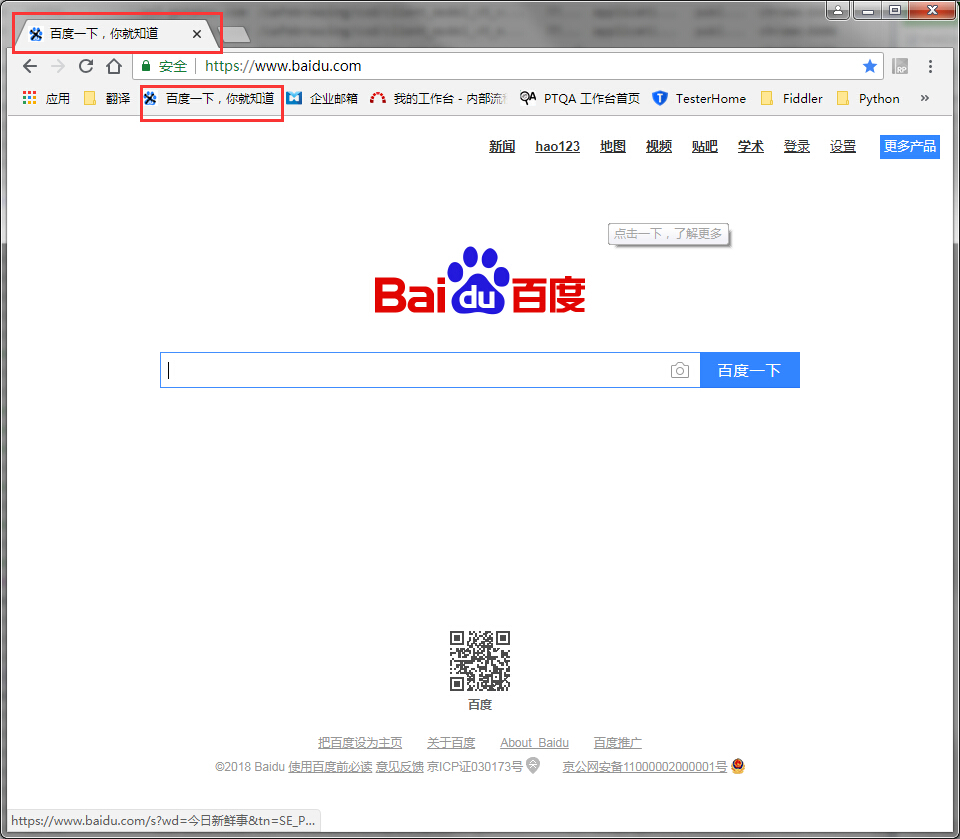 百度一下，你就知道
安全 https://www.baidu.com
应用 翻译 百度一下，你就知道 企业邮箱 我的工作台 - 内部流 PTQA 工作台首页 TesterHome Fiddler Python »
新闻 hao123 地图 视频 贴吧 学术 登录 设置 更多产品
点击一下，了解更多
Bai du 百度
百度一下
百度
把百度设为主页 关于百度 About Baidu 百度推广
©2018 Baidu 使用百度前必读 意见反馈 京ICP证030173号 京公网安备11000002000001号
https://www.baidu.com/s?wd=今日新鲜事&tn=SE_P...